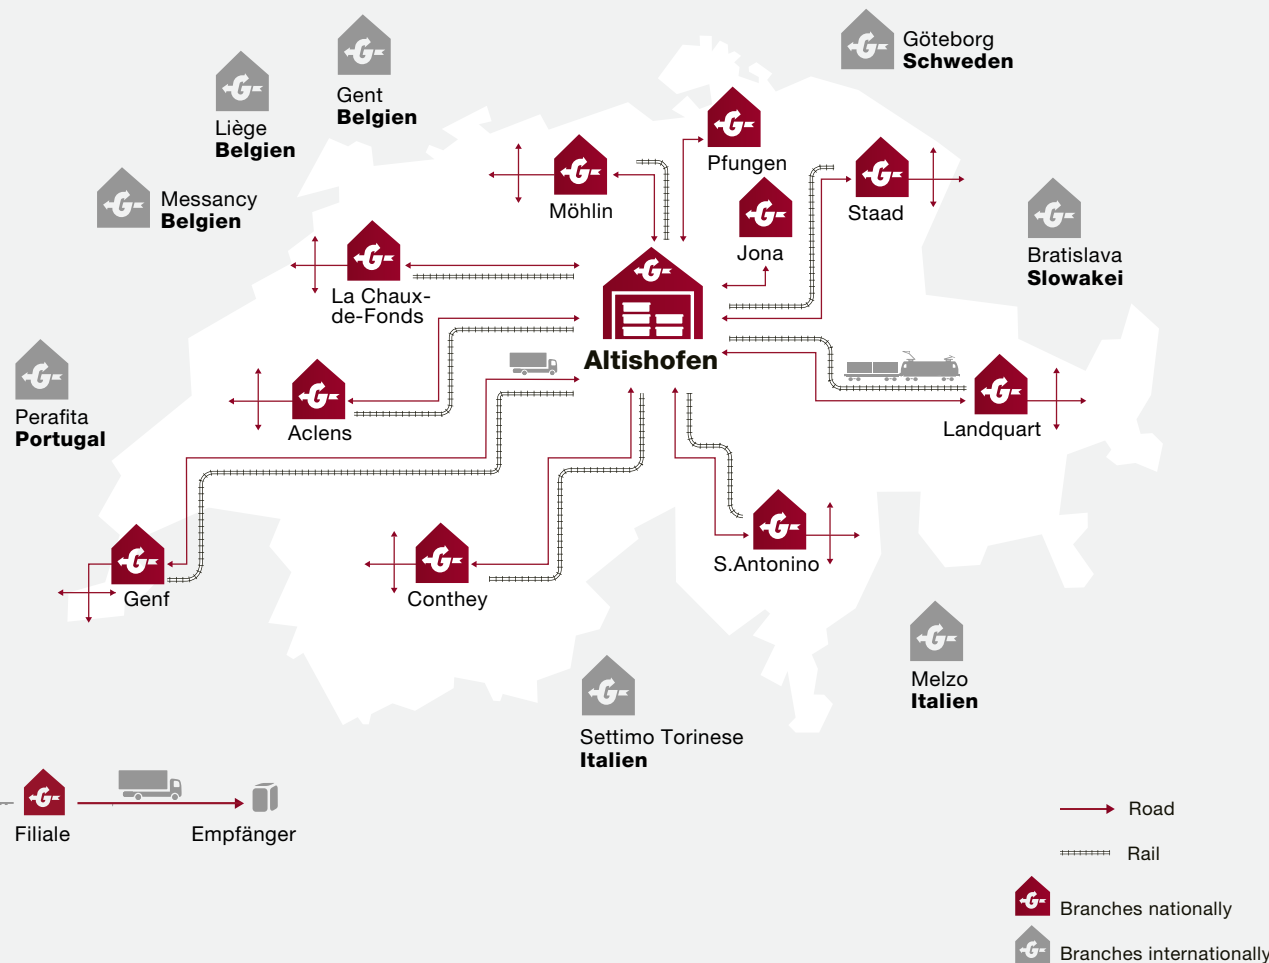 Göteborg
Schweden
Gent
Belgien
Liège
Belgien
Pfungen
Messancy
Belgien
Möhlin
Staad
Jona
Bratislava
Slowakei
La Chaux-
de-Fonds
Altishofen
Perafita
Portugal
Aclens
Landquart
S.Antonino
Genf
Conthey
Melzo
Italien
Settimo Torinese
Italien
Filiale
Empfänger
Road
Rail
Branches nationally
Branches internationally